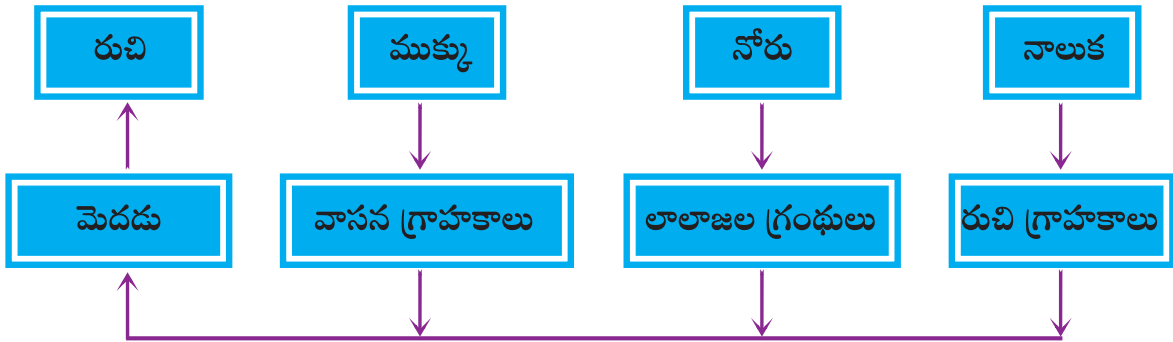 రుచి
ముక్కు
నోరు
నాలుక
మెదడు
వాసన గ్రాహకాలు
లాలాజల గ్రంథులు
రుచి గ్రాహకాలు